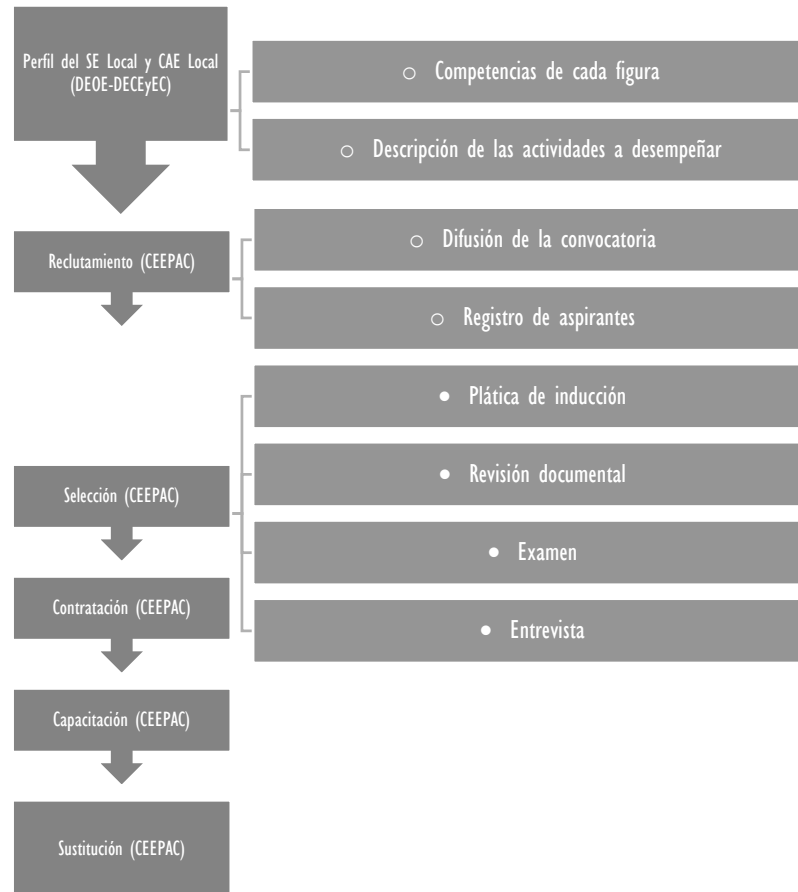 Perfil del SE Local y CAE Local
(DEOE-DECEyEC)
○ Competencias de cada figura
○ Descripción de las actividades a desempeñar
Reclutamiento (CEEPAC)
○ Difusión de la convocatoria
○ Registro de aspirantes
Selección (CEEPAC)
• Plática de inducción
• Revisión documental
• Examen
• Entrevista
Contratación (CEEPAC)
Capacitación (CEEPAC)
Sustitución (CEEPAC)